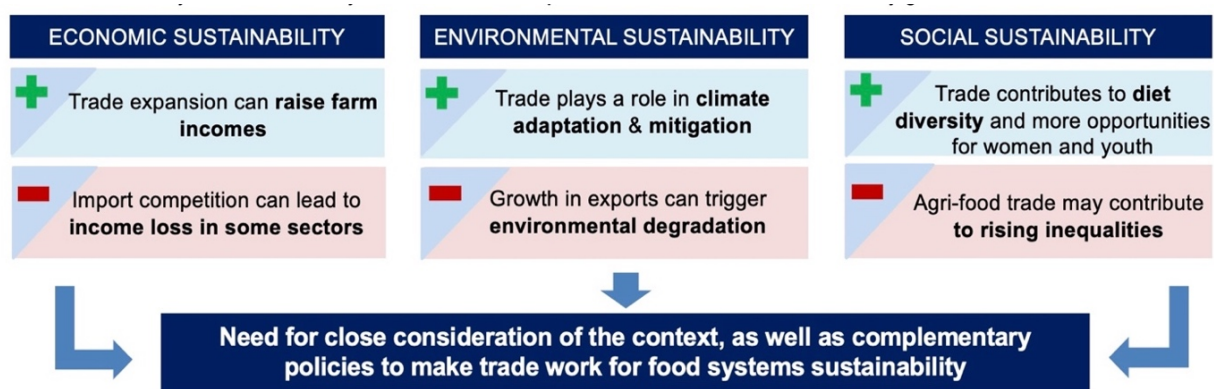 ECONOMIC SUSTAINABILITY
Trade expansion can raise farm
incomes
Import competition can lead to
income loss in some sectors
ENVIRONMENTAL SUSTAINABILITY
Trade plays a role in climate
adaptation & mitigation
Growth in exports can trigger
environmental degradation
SOCIAL SUSTAINABILITY
Trade contributes to diet
diversity and more opportunities
for women and youth
Agri-food trade may contribute
to rising inequalities
Need for close consideration of the context, as well as complementary
policies to make trade work for food systems sustainability